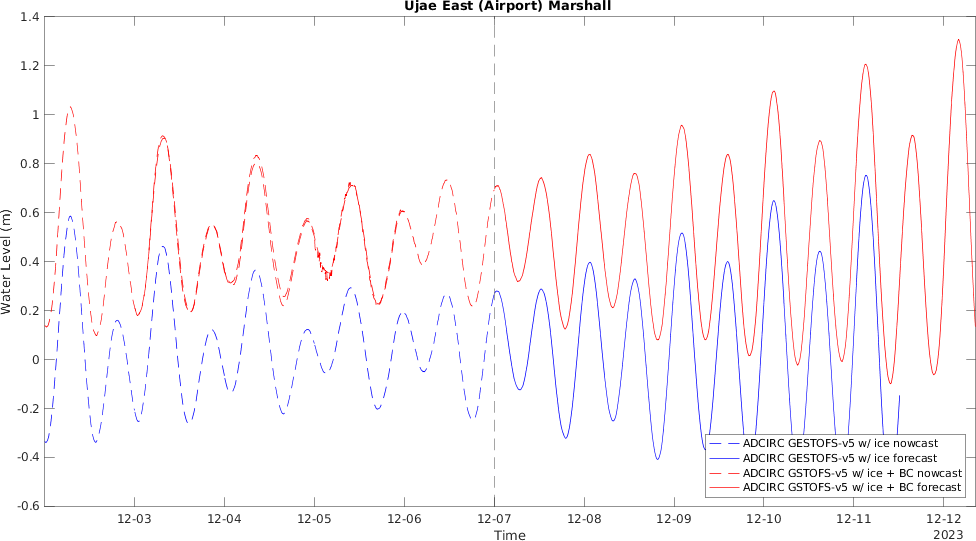 Ujae East (Airport) Marshall
1.4
1.2
1
0.8
0.6
0.4
0.2
0
-0.2
-0.4
-0.6
Water Level (m)
12-03 12-04 12-05 12-06 12-07 12-08 12-09 12-10 12-11 12-12
Time
2023
ADCIRC GESTOFS-v5 w/ ice nowcast
ADCIRC GESTOFS-v5 w/ ice forecast
ADCIRC GSTOFS-v5 w/ ice + BC nowcast
ADCIRC GSTOFS-v5 w/ ice + BC forecast